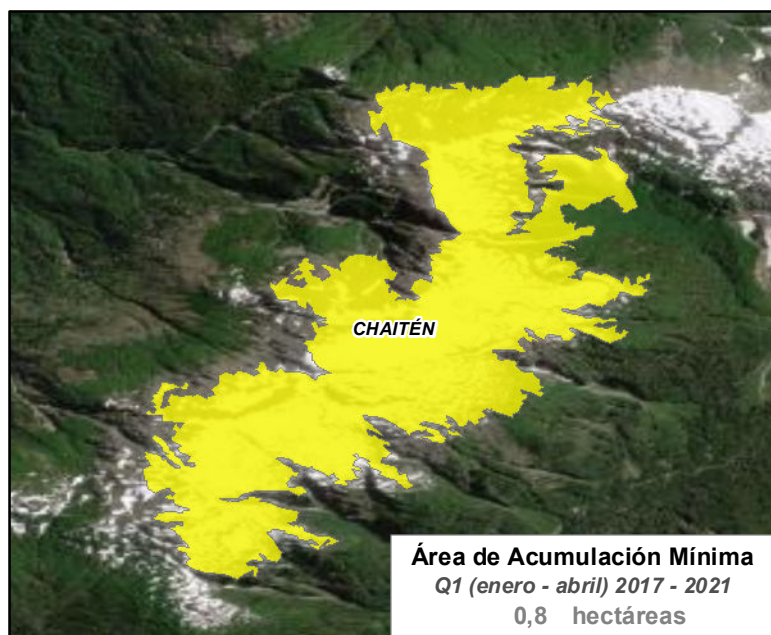 CHAITÉN
Área de Acumulación Mínima
Q1 (enero - abril) 2017 - 2021
0,8 hectáreas